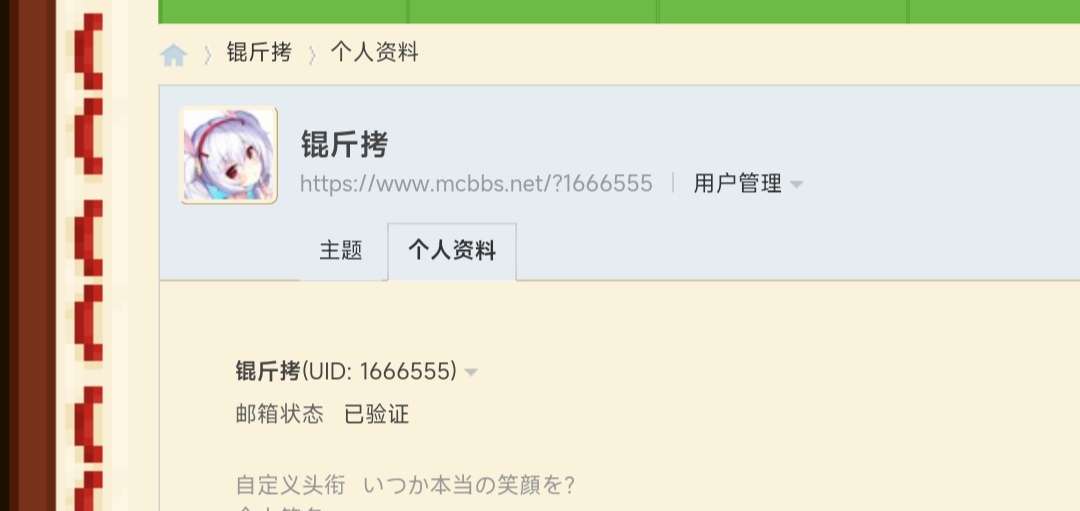 锟斤拷 〉 个人资料
锟斤拷
https://www.mcbbs.net/?1666555 | 用户管理
主题 个人资料
锟斤拷(UID: 1666555)
邮箱状态 已验证
自定义头衔 いつか本当の笑顔を?